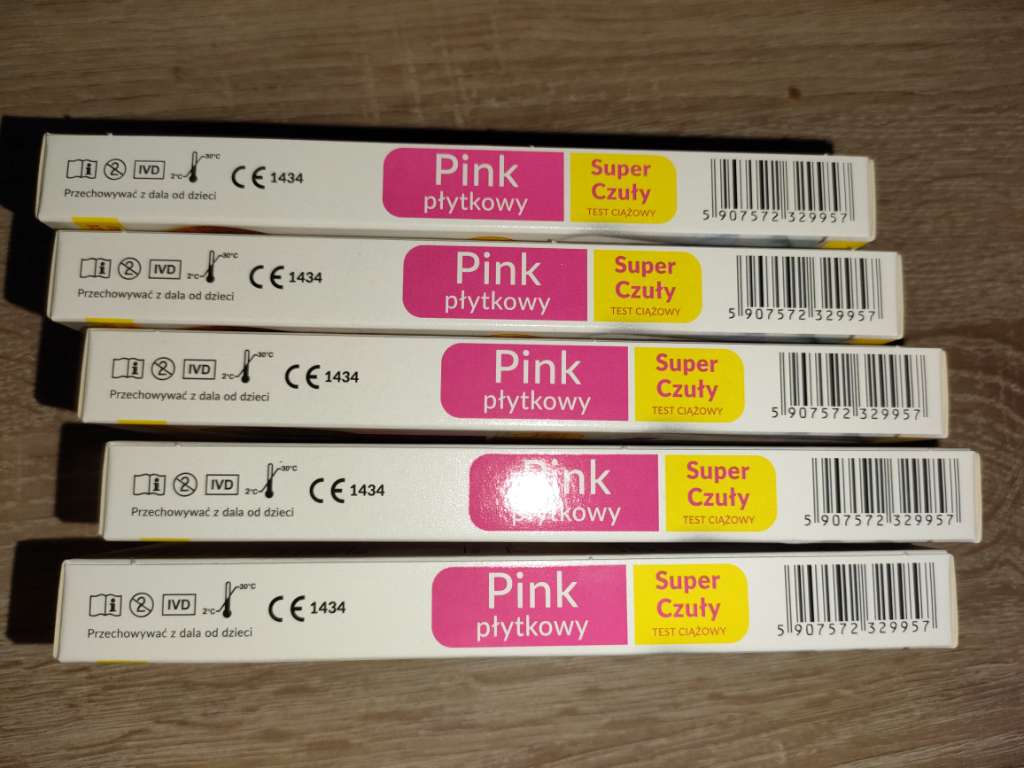 IVD 2°C 30°C CE 1434
Przechowywać z dala od dzieci
Pink
płytkowy
Super
Czuły
TEST CIĄŻOWY
5 907572 329957
IVD 2°C 30°C CE 1434
Przechowywać z dala od dzieci
Pink
płytkowy
Super
Czuły
TEST CIĄŻOWY
5 907572 329957
IVD 2°C 30°C CE 1434
Przechowywać z dala od dzieci
Pink
płytkowy
Super
Czuły
TEST CIĄŻOWY
5 907572 329957
IVD 2°C 30°C CE 1434
Przechowywać z dala od dzieci
Pink
płytkowy
Super
Czuły
TEST CIĄŻOWY
5 907572 329957
IVD 2°C 30°C CE 1434
Przechowywać z dala od dzieci
Pink
płytkowy
Super
Czuły
TEST CIĄŻOWY
5 907572 329957